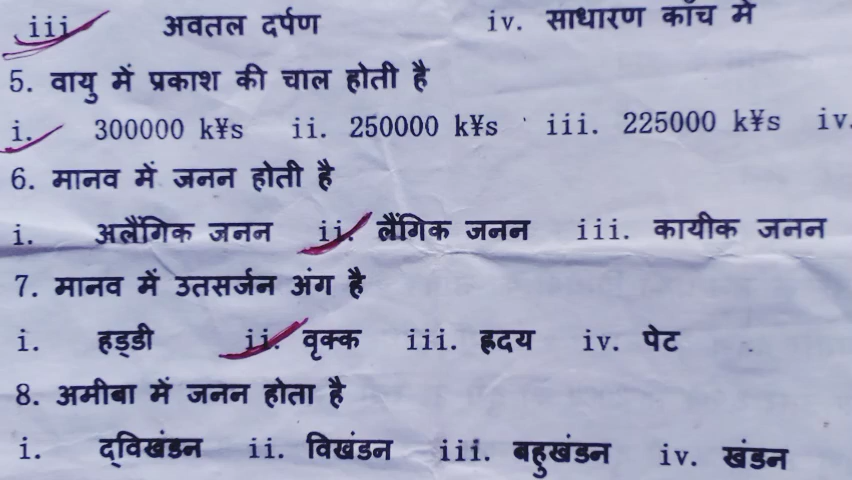 iii अवतल दर्पण iv. साधारण काँच मे
5. वायु में प्रकाश की चाल होती है
i. 300000 k¥s ii. 250000 k¥s iii. 225000 k¥s iv.
6. मानव में जनन होती है
i. अलैंगिक जनन ii. लैंगिक जनन iii. कायीक जनन
7. मानव में उतसर्जन अंग है
i. हड्डी ii. वृक्क iii. हृदय iv. पेट
8. अमीबा में जनन होता है
i. द्विखंडन ii. विखंडन iii. बहुखंडन iv. खंडन